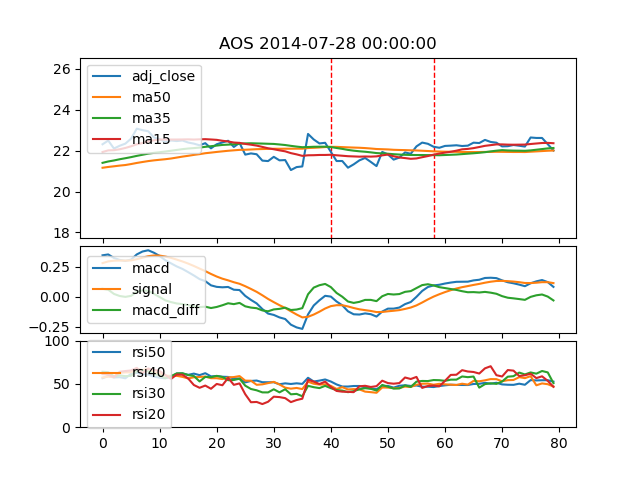 AOS 2014-07-28 00:00:00
26
24
22
20
18
adj_close
ma50
ma35
ma15
0.25
0.00
−0.25
macd
signal
macd_diff
100
50
0
rsi50
rsi40
rsi30
rsi20
0 10 20 30 40 50 60 70 80